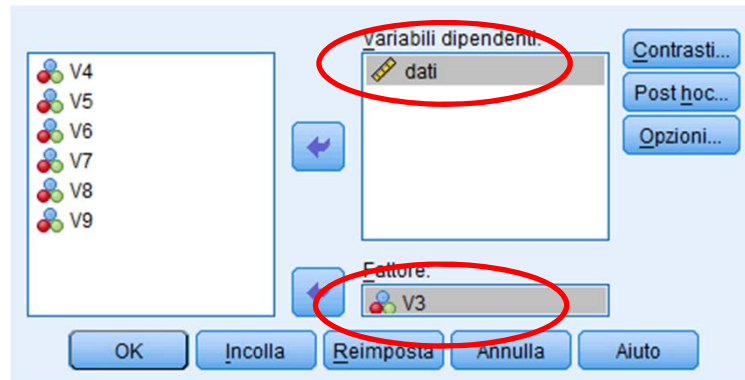 Variabili dipendenti:
dati
V4
V5
V6
V7
V8
V9
Contrasti...
Post hoc...
Opzioni...
Fattore:
V3
OK
Incolla
Reimposta
Annulla
Aiuto